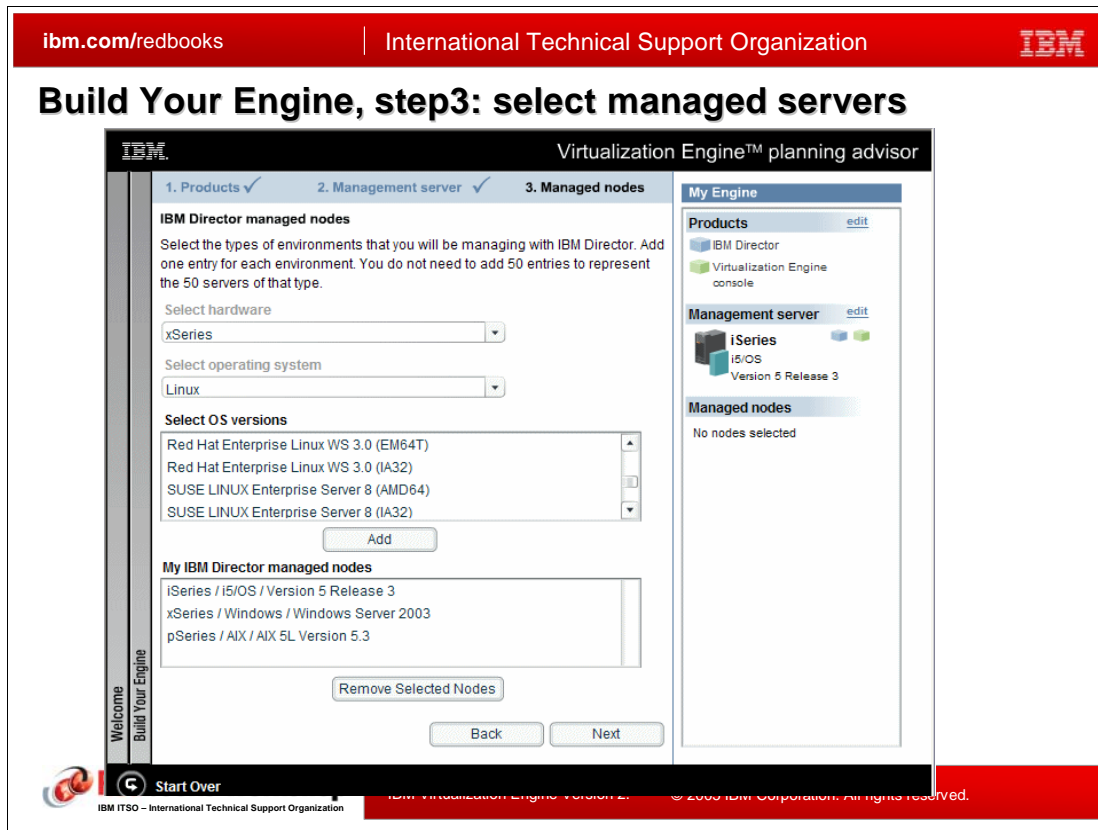 ibm.com/redbooks
International Technical Support Organization
IBM
Build Your Engine, step3: select managed servers
IBM.
Virtualization Engine™ planning advisor
1. Products ✓
2. Management server ✓
3. Managed nodes
IBM Director managed nodes
Select the types of environments that you will be managing with IBM Director. Add
one entry for each environment. You do not need to add 50 entries to represent
the 50 servers of that type.
Select hardware
xSeries
Select operating system
Linux
Select OS versions
Red Hat Enterprise Linux WS 3.0 (EM64T)
Red Hat Enterprise Linux WS 3.0 (IA32)
SUSE LINUX Enterprise Server 8 (AMD64)
SUSE LINUX Enterprise Server 8 (IA32)
Add
My IBM Director managed nodes
iSeries / i5/OS / Version 5 Release 3
xSeries / Windows / Windows Server 2003
pSeries / AIX / AIX 5L Version 5.3
Remove Selected Nodes
Back
Next
My Engine
Products
edit
IBM Director
Virtualization Engine
console
Management server
edit
iSeries
i5/OS
Version 5 Release 3
Managed nodes
No nodes selected
Welcome
Build Your Engine
Start Over
IBM ITSO – International Technical Support Organization
IBM Virtualization Engine Version 2.
© 2005 IBM Corporation. All rights reserved.